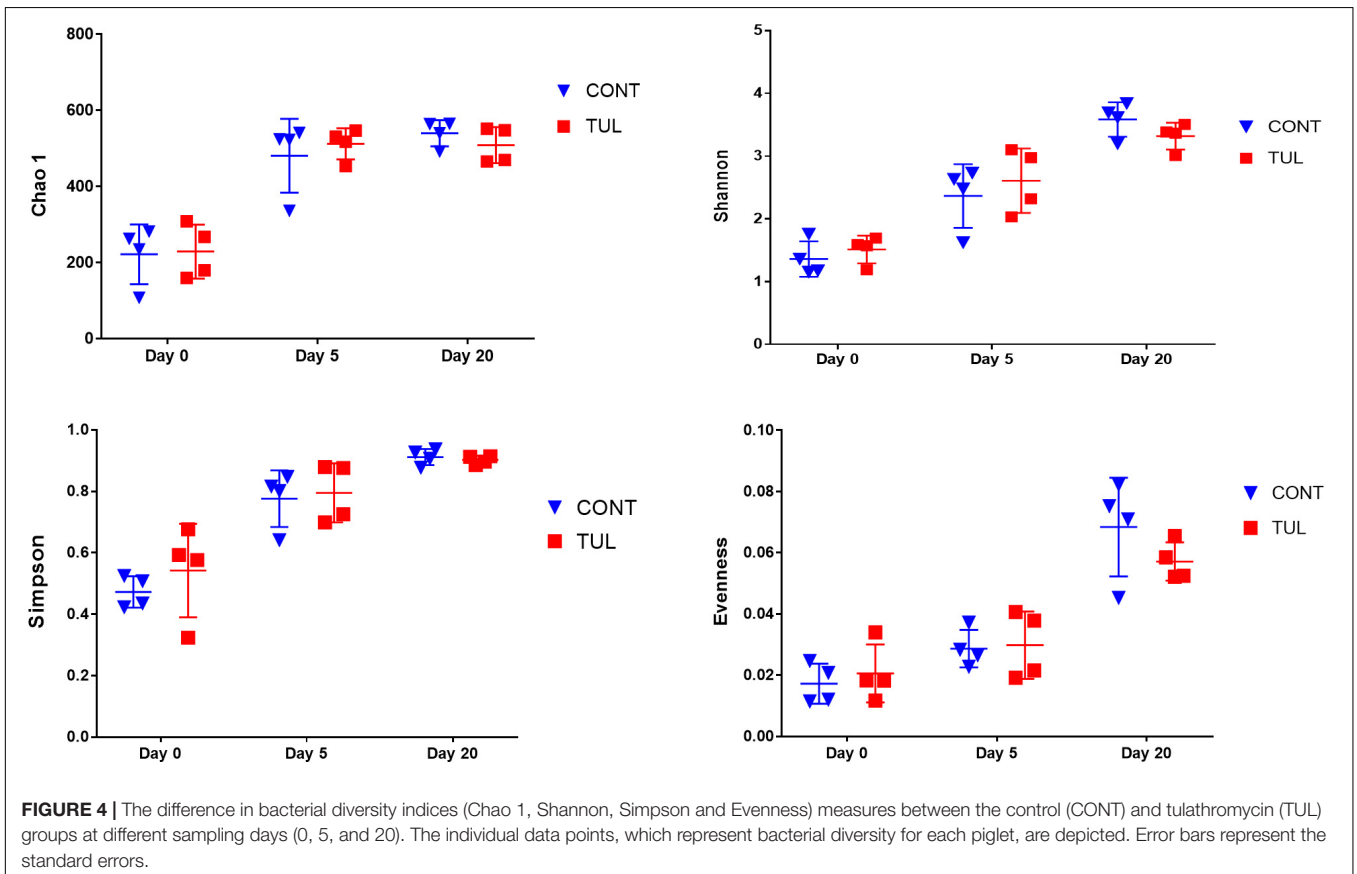 800
600
400
200
0
Chao 1
Day 0 Day 5 Day 20
CONT
TUL
5
4
3
2
1
0
Shannon
Day 0 Day 5 Day 20
CONT
TUL
1.0
0.8
0.6
0.4
0.2
0.0
Simpson
Day 0 Day 5 Day 20
CONT
TUL
0.10
0.08
0.06
0.04
0.02
0.00
Evenness
Day 0 Day 5 Day 20
CONT
TUL
FIGURE 4 | The difference in bacterial diversity indices (Chao 1, Shannon, Simpson and Evenness) measures between the control (CONT) and tulathromycin (TUL)
groups at different sampling days (0, 5, and 20). The individual data points, which represent bacterial diversity for each piglet, are depicted. Error bars represent the
standard errors.